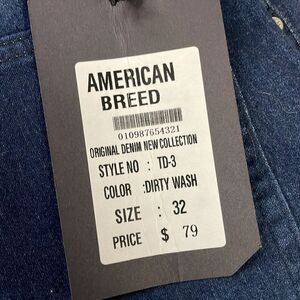 AMERICAN
BREED
010987654321
ORIGINAL DENIM NEW COLLECTION
STYLE NO : TD-3
COLOR :DIRTY WASH
SIZE : 32
PRICE $ 79